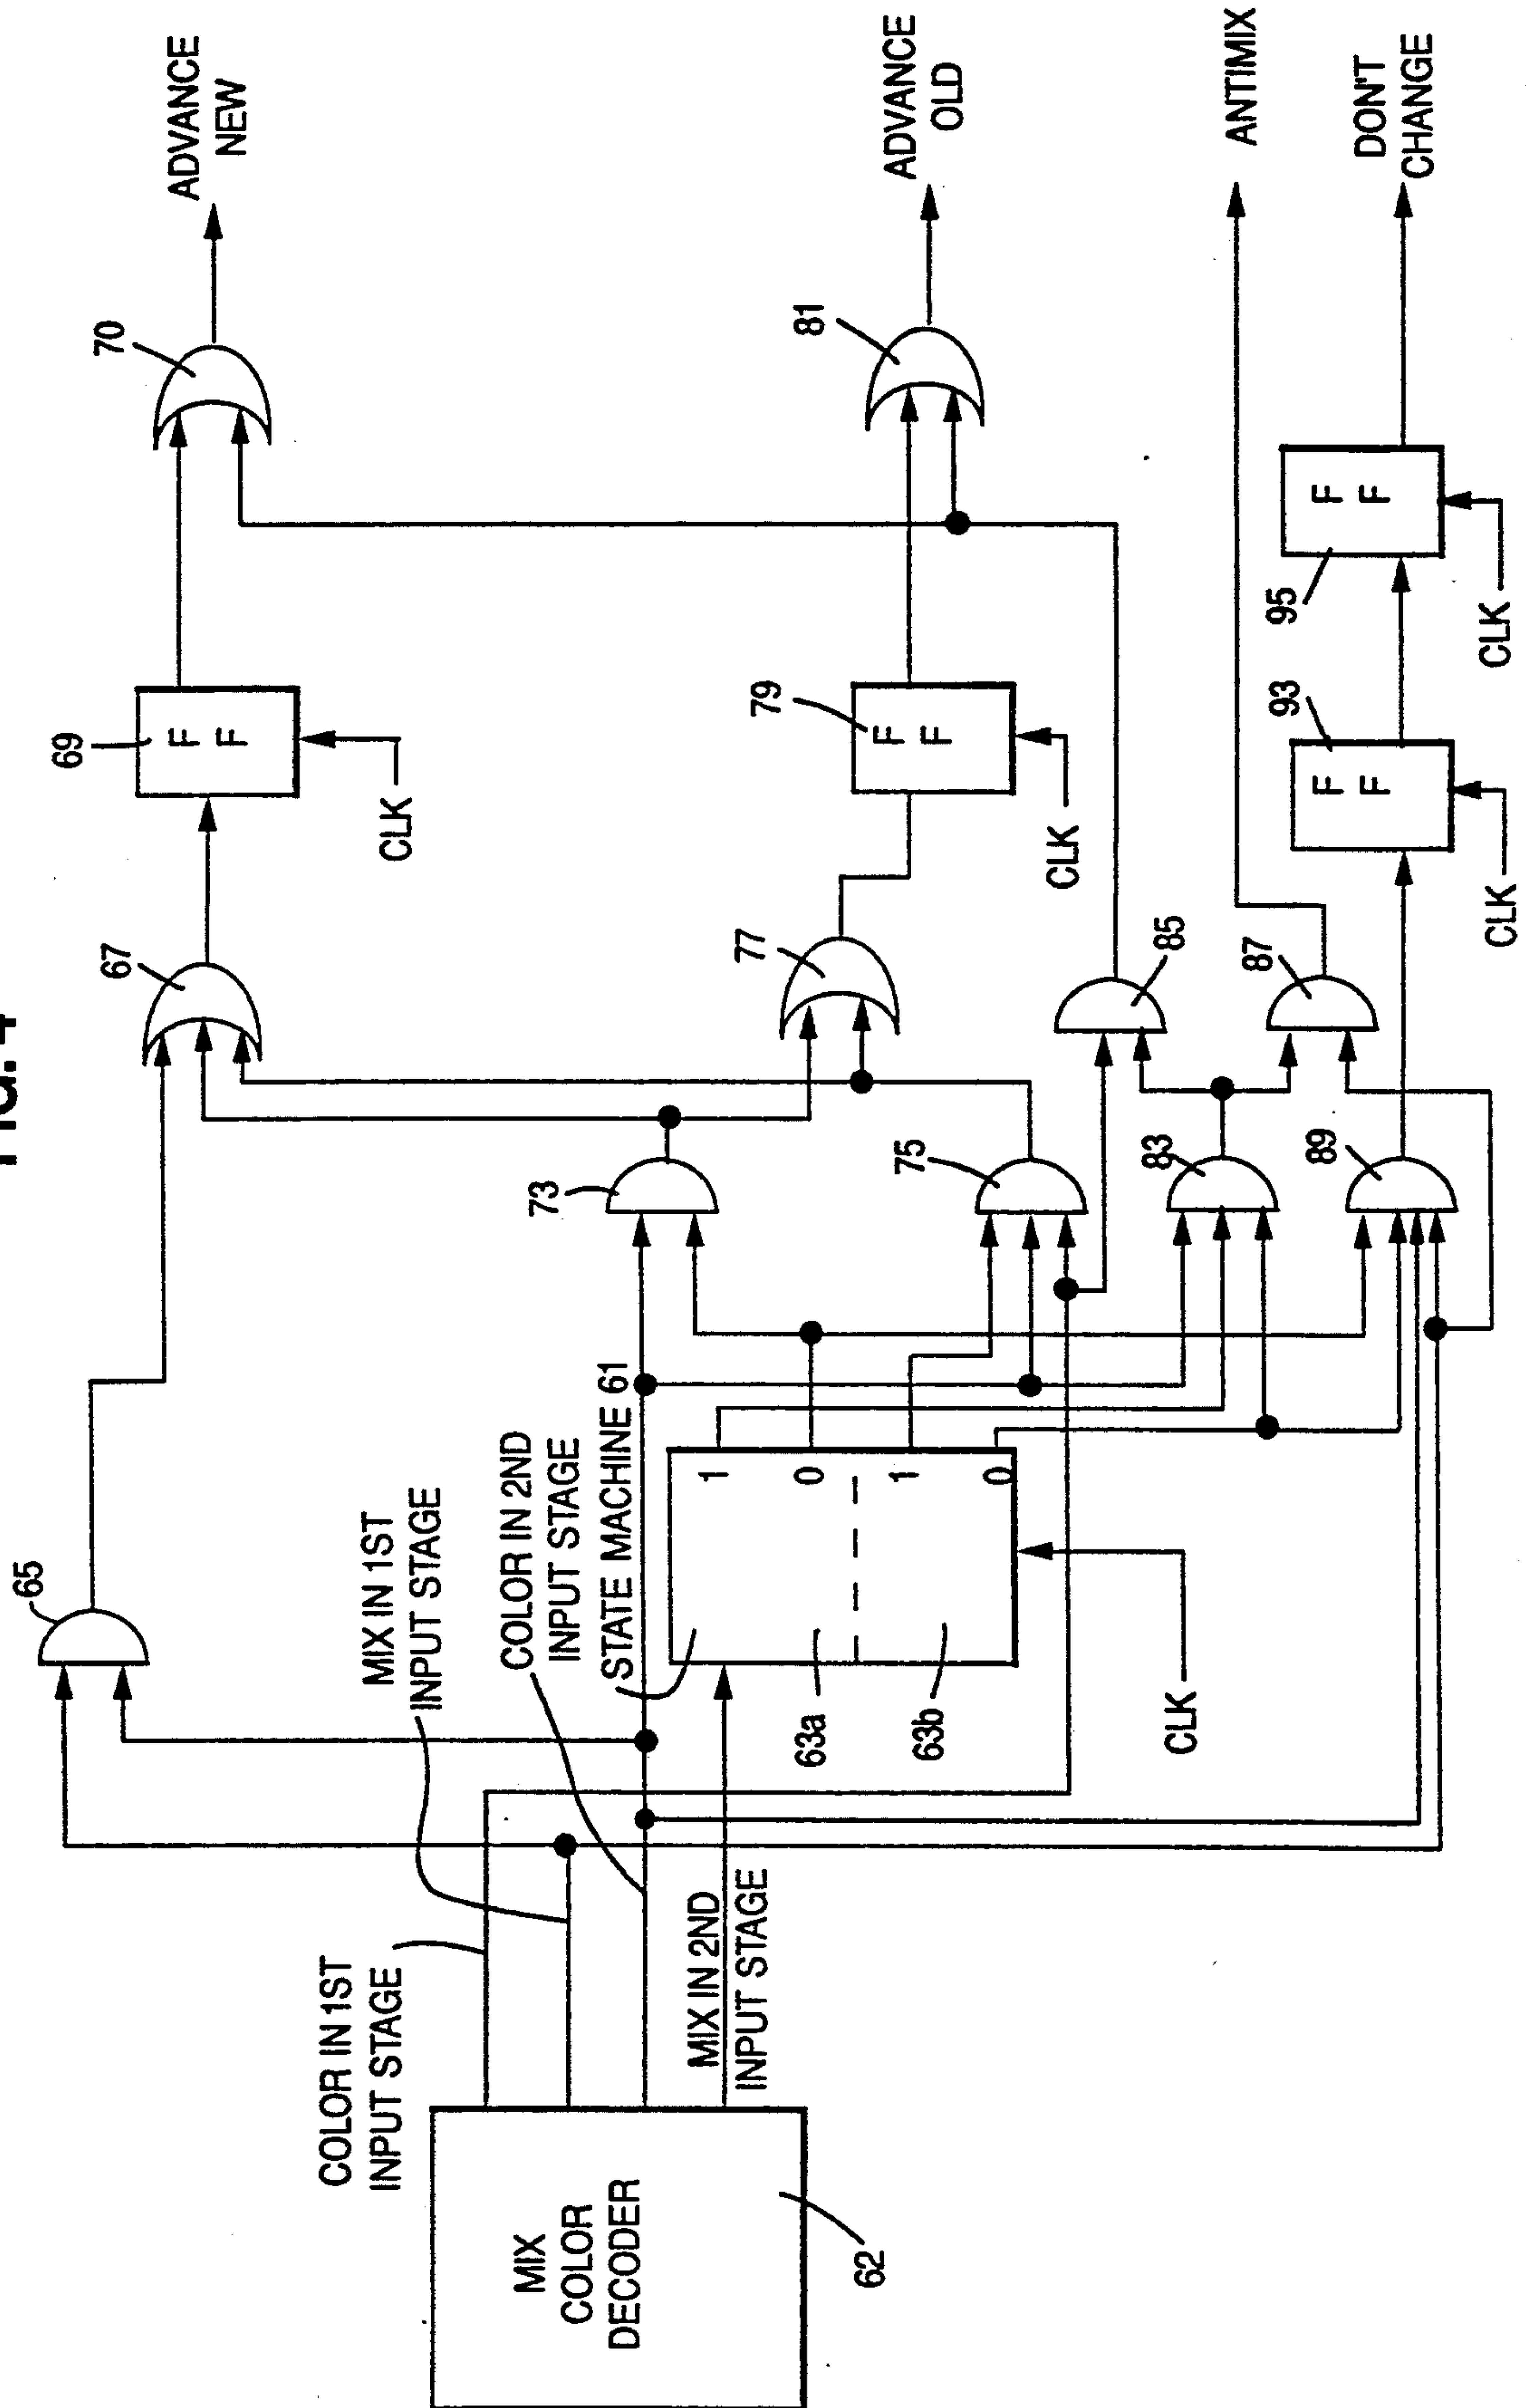 FIG. 4
ADVANCE
NEW
70
69
F
F
CLK
67
65
ADVANCE
OLD
81
79
F
F
CLK
77
73
75
85
83
87
89
ANTIMIX
DON'T
CHANGE
95
F
F
CLK
93
F
F
CLK
MIX IN 1ST
INPUT STAGE
COLOR IN 2ND
INPUT STAGE
STATE MACHINE 61
1
0
1
0
63a
63b
CLK
COLOR IN 1ST
INPUT STAGE
MIX IN 2ND
INPUT STAGE
MIX
COLOR
DECODER
62